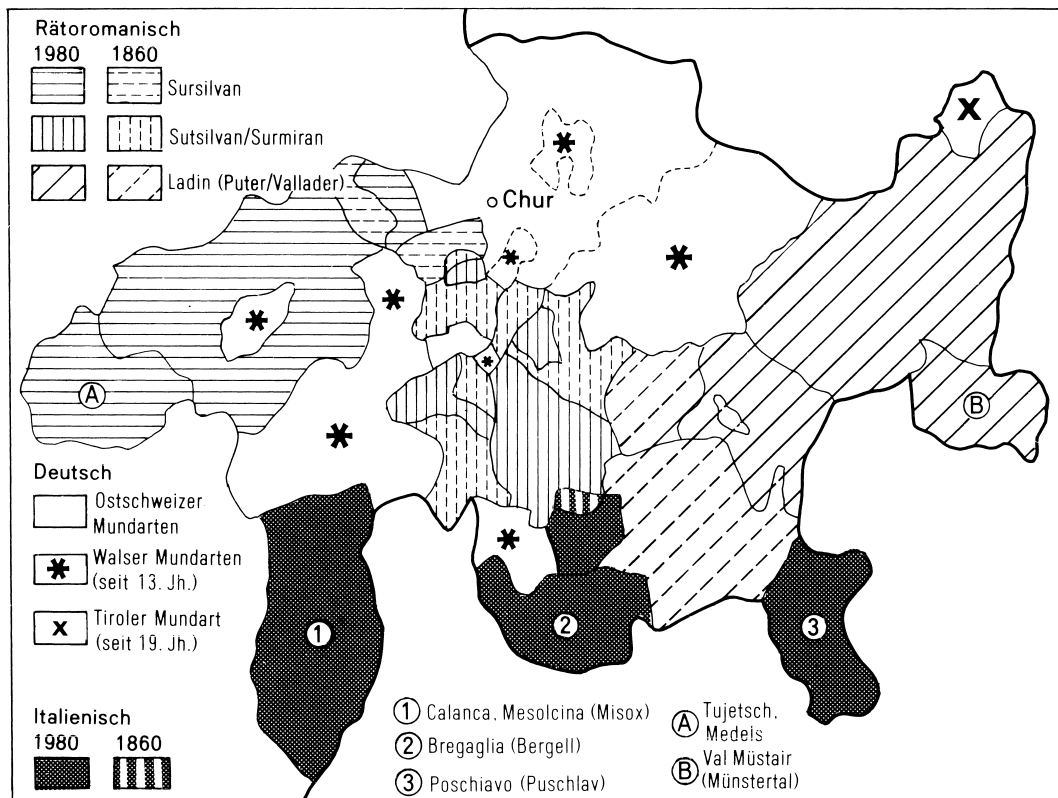 Rätoromanisch
1980 1860
Sursilvan
Sutsilvan/Surmiran
Ladin (Puter/Vallader)
Chur
X
A
B
Deutsch
Ostschweizer
Mundarten
Walser Mundarten
(seit 13. Jh.)
X Tiroler Mundart
(seit 19. Jh.)
1
2
3
Italienisch
1980 1860
1 Calanca, Mesolcina (Misox)
2 Bregaglia (Bergell)
3 Poschiavo (Puschlav)
A Tujetsch,
Medels
B Val Müstair
(Münstertal)